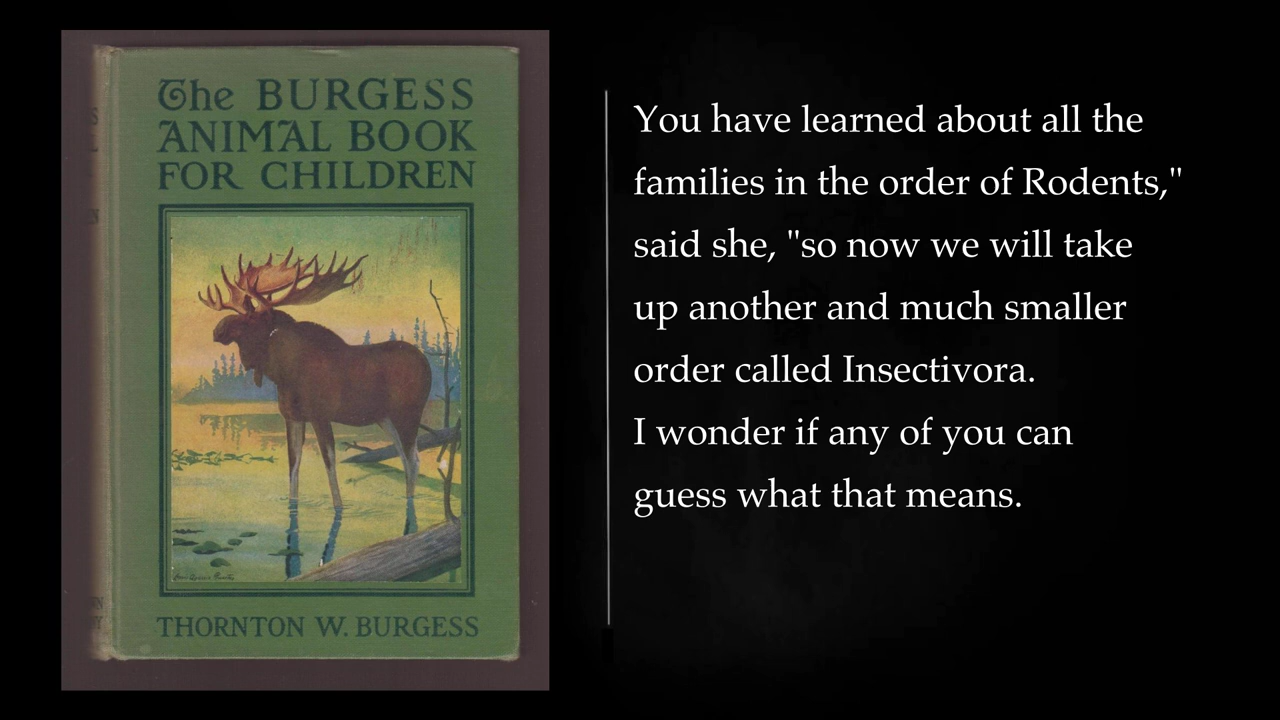 The BURGESS
ANIMAL BOOK
FOR CHILDREN
THORNTON W. BURGESS
You have learned about all the
families in the order of Rodents,"
said she, "so now we will take
up another and much smaller
order called Insectivora.
I wonder if any of you can
guess what that means.